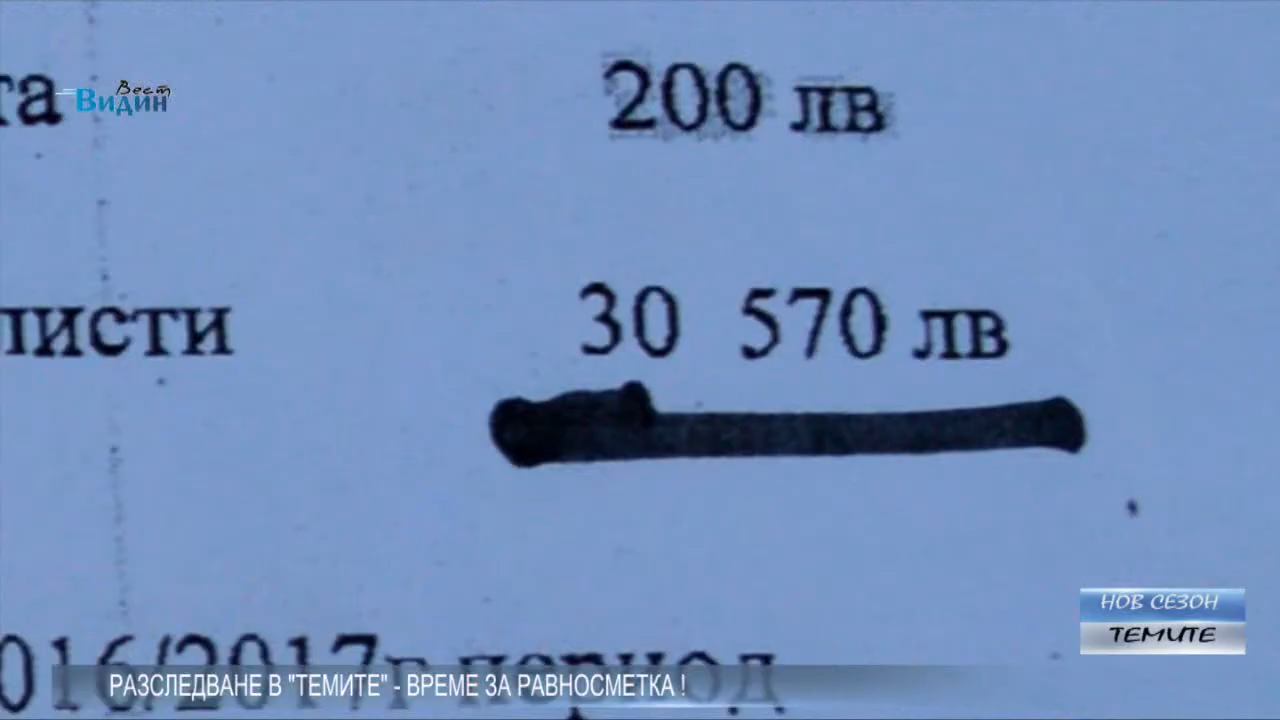 та
Вест
Видин
200 лв
листи
30 570 лв
НОВ СЕЗОН
ТЕМИТЕ
016/2017г период
РАЗСЛЕДВАНЕ В "ТЕМИТЕ" - ВРЕМЕ ЗА РАВНОСМЕТКА !